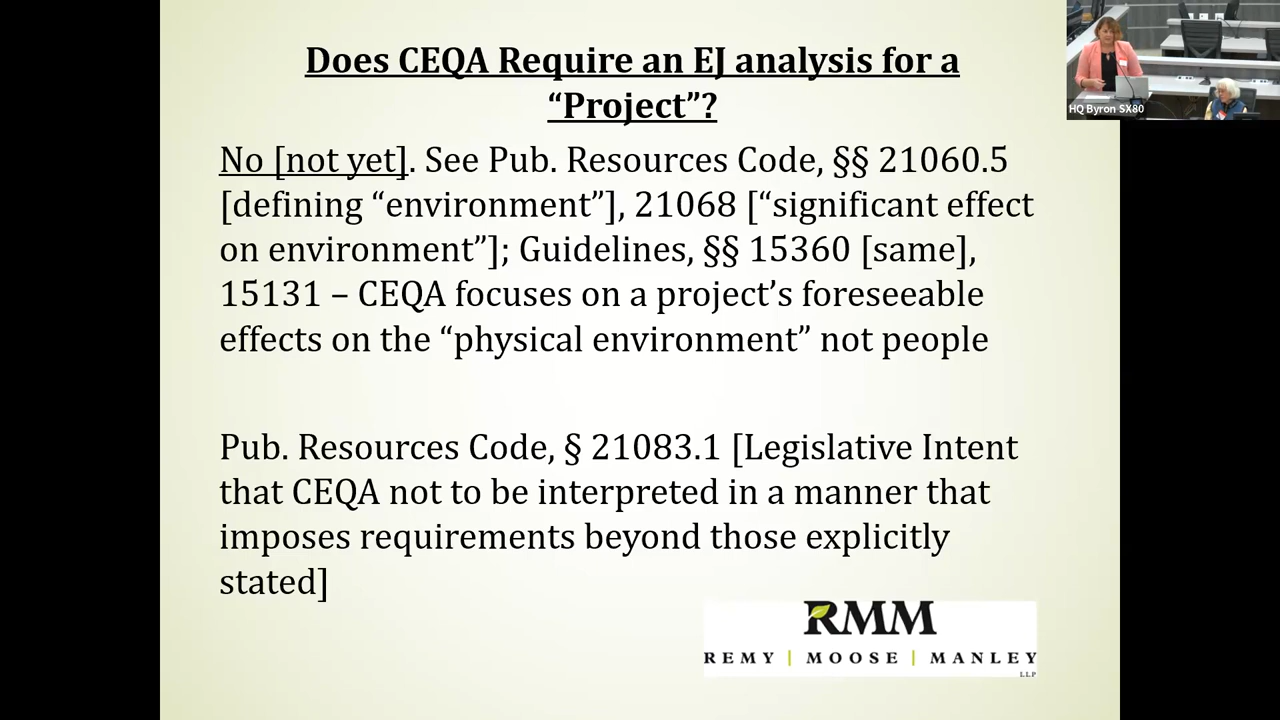 Does CEQA Require an EJ analysis for a
“Project”?
No [not yet]. See Pub. Resources Code, §§ 21060.5
[defining “environment”], 21068 [“significant effect
on environment”]; Guidelines, §§ 15360 [same],
15131 – CEQA focuses on a project’s foreseeable
effects on the “physical environment” not people
Pub. Resources Code, § 21083.1 [Legislative Intent
that CEQA not to be interpreted in a manner that
imposes requirements beyond those explicitly
stated]
RMM
REMY | MOOSE | MANLEY
LLP
HQ Byron SX80